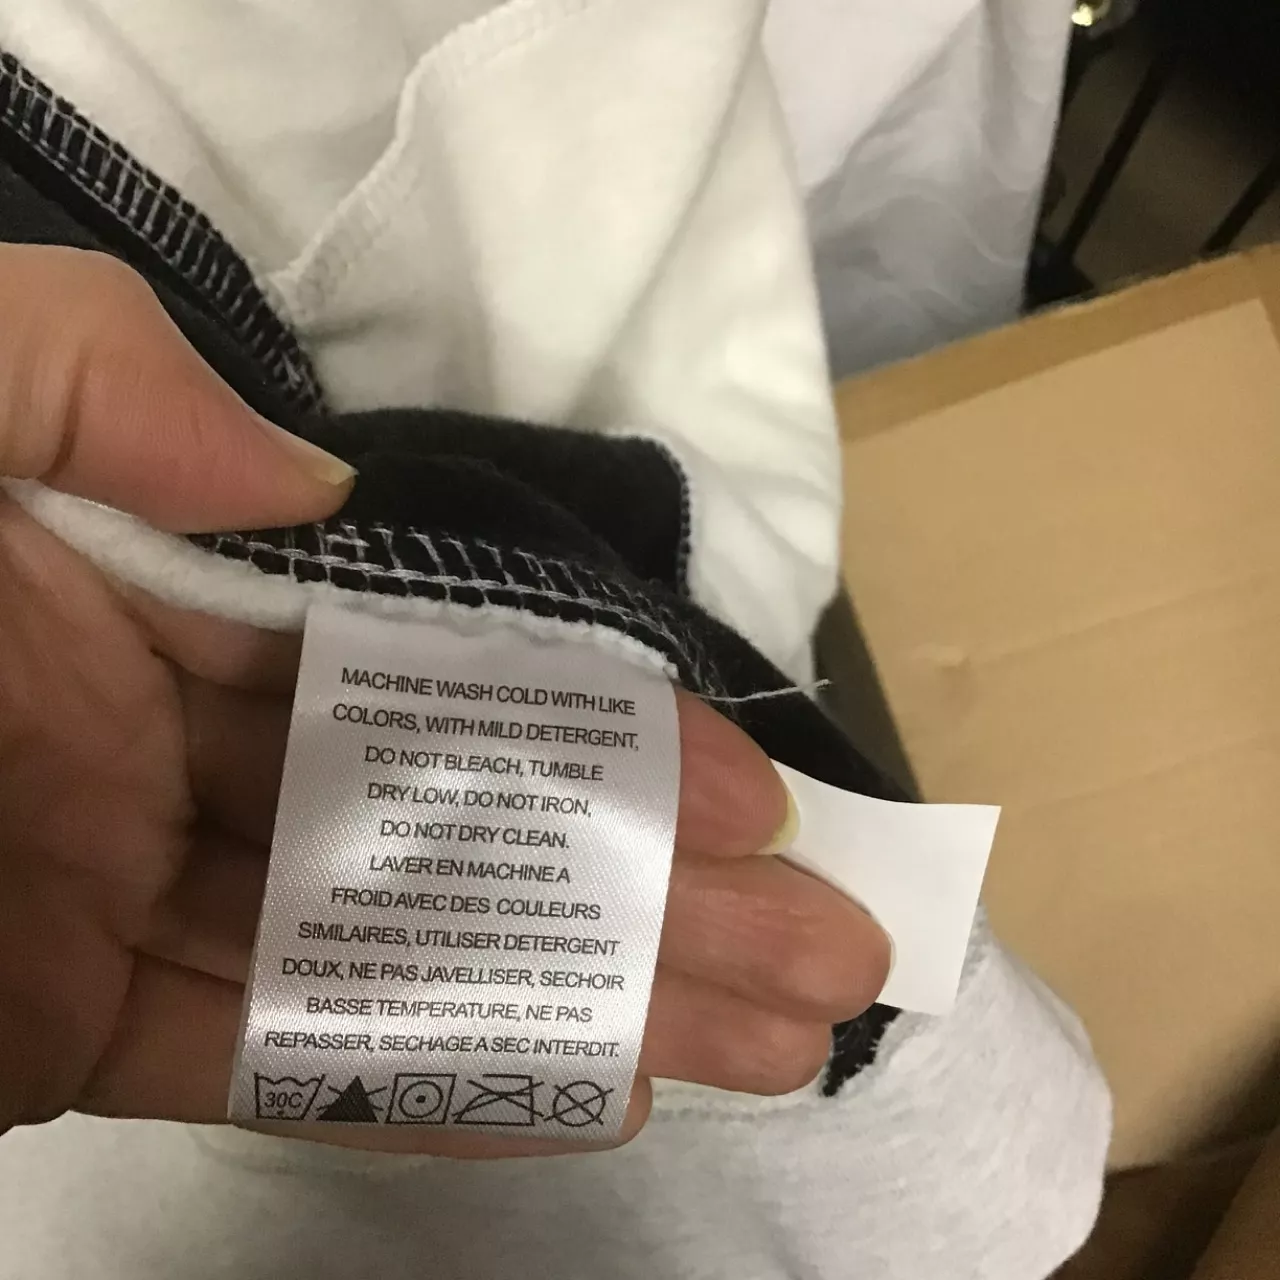 MACHINE WASH COLD WITH LIKE
COLORS, WITH MILD DETERGENT,
DO NOT BLEACH, TUMBLE
DRY LOW, DO NOT IRON,
DO NOT DRY CLEAN.
LAVER EN MACHINE A
FROID AVEC DES COULEURS
SIMILAIRES, UTILISER DETERGENT
DOUX, NE PAS JAVELLISER, SECHOIR
BASSE TEMPERATURE, NE PAS
REPASSER, SECHAGE A SEC INTERDIT.
30C